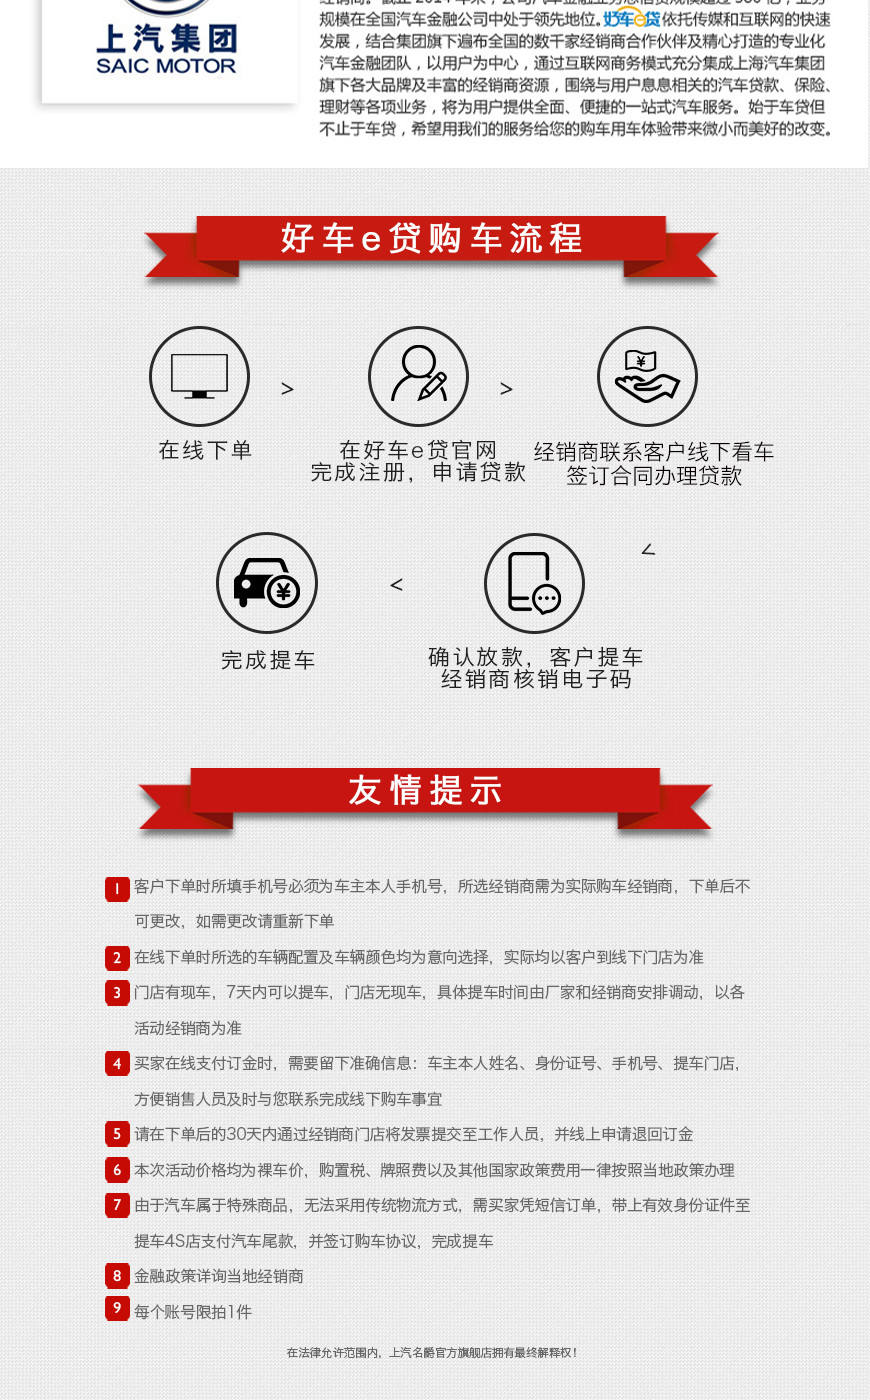 上汽集团
SAIC MOTOR
规模在全国汽车金融公司中处于领先地位。好车e贷依托传媒和互联网的快速
发展，结合集团旗下遍布全国的数千家经销商合作伙伴及精心打造的专业化
汽车金融团队，以用户为中心，通过互联网商务模式充分集成上海汽车集团
旗下各大品牌及丰富的经销商资源，围绕与用户息息相关的汽车贷款、保险、
理财等各项业务，将为用户提供全面、便捷的一站式汽车服务。始于车贷但
不止于车贷，希望用我们的服务给您的购车用车体验带来微小而美好的改变。
好车e贷购车流程
¥
> >
在线下单
在好车e贷官网
完成注册，申请贷款
经销商联系客户线下看车
签订合同办理贷款
<
¥
<
完成提车
确认放款，客户提车
经销商核销电子码
友情提示
1 客户下单时所填手机号必须为车主本人手机号，所选经销商需为实际购车经销商，下单后不
可更改，如需更改请重新下单
2 在线下单时所选的车辆配置及车辆颜色均为意向选择，实际均以客户到线下门店为准
3 门店有现车，7天内可以提车，门店无现车，具体提车时间由厂家和经销商安排调动，以各
活动经销商为准
4 买家在线支付订金时，需要留下准确信息：车主本人姓名、身份证号、手机号、提车门店，
方便销售人员及时与您联系完成线下购车事宜
5 请在下单后的30天内通过经销商门店将发票提交至工作人员，并线上申请退回订金
6 本次活动价格均为裸车价，购置税、牌照费以及其他国家政策费用一律按照当地政策办理
7 由于汽车属于特殊商品，无法采用传统物流方式，需买家凭短信订单，带上有效身份证件至
提车4S店支付汽车尾款，并签订购车协议，完成提车
8 金融政策详询当地经销商
9 每个账号限拍1件
在法律允许范围内，上汽名爵官方旗舰店拥有最终解释权！